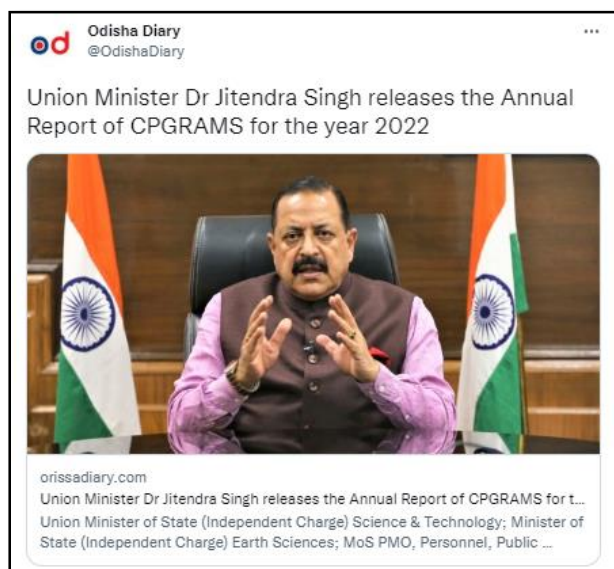 Odisha Diary
@OdishaDiary
Union Minister Dr Jitendra Singh releases the Annual
Report of CPGRAMS for the year 2022
orissadiary.com
Union Minister Dr Jitendra Singh releases the Annual Report of CPGRAMS for t...
Union Minister of State (Independent Charge) Science & Technology; Minister of
State (Independent Charge) Earth Sciences; MoS PMO, Personnel, Public ...